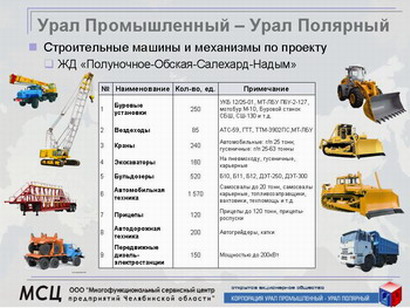 Урал Промышленный – Урал Полярный
Строительные машины и механизмы по проекту
ЖД «Полуночное-Обская-Салехард-Надым»
№ Наименование Кол-во, ед. Примечание
1 Буровые установки 250 УКБ 12/25-01, МТ-ЛБУ ПБУ-2-127, мотобур М-10, Буровой станок СБШ, СШ-130 и т.д.
2 Вездеходы 85 АТС-59, ГТТ, ТТМ-3902ПС, МТ-ЛБУ
3 Краны 240 Автомобильные: г/п 25 тонн; гусеничные: г/п 25-63 тонны
4 Экскаваторы 160 На пневмоходу, гусеничные, карьерные
5 Бульдозеры 520 Б10, Б11, Б12, ДЭТ-250, ДЭТ-300
6 Автомобильная техника 1 570 Самосвалы до 20 тонн, самосвалы карьерные, топливозаправщики, вахтовки, техпомощь и т.д.
7 Прицепы 120 Прицепы до 120 тонн, прицепы-роспуски
8 Автодорожная техника 200 Автогрейдеры, катки
9 Передвижные дизель-электростанции 150 Мощностью до 200кВт
МСЦ ООО "Многофункциональный сервисный центр
предприятий Челябинской области"
открытое акционерное общество
КОРПОРАЦИЯ УРАЛ ПРОМЫШЛЕННЫЙ - УРАЛ ПОЛЯРНЫЙ